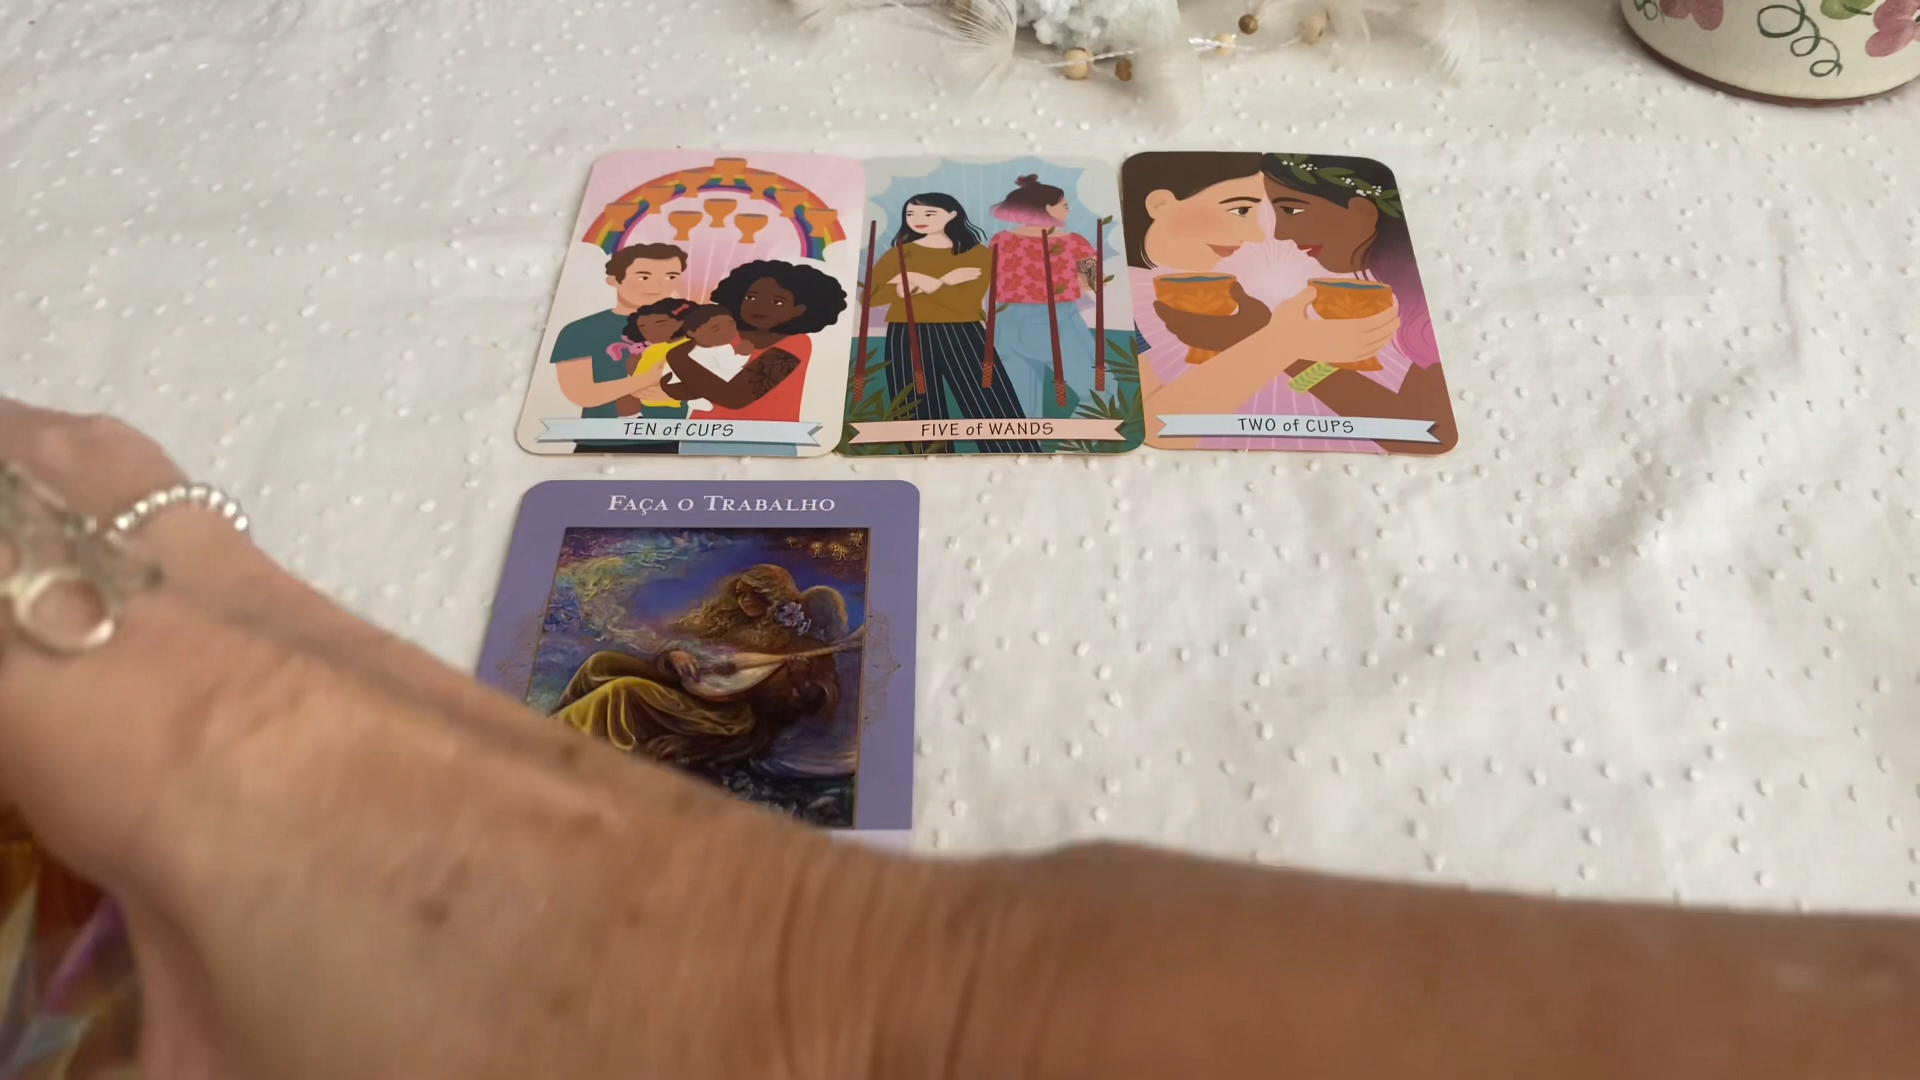 TEN of CUPS
FIVE of WANDS
TWO of CUPS
FAÇA O TRABALHO